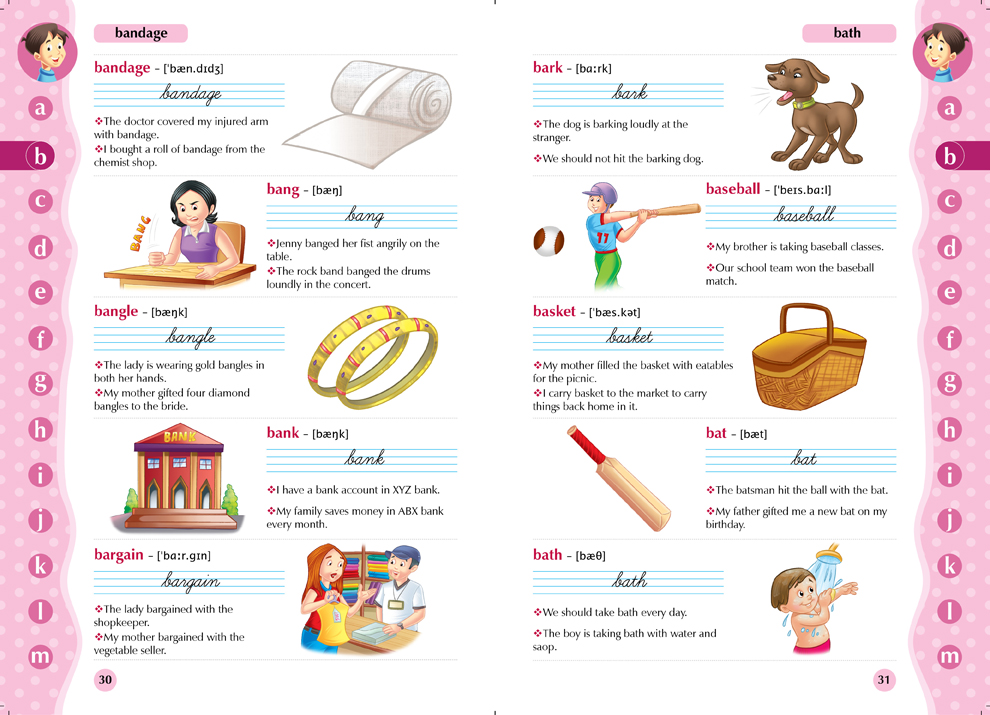 bandage
bandage – [ˈbæn.dɪdʒ]
bandage
❖The doctor covered my injured arm
with bandage.
❖I bought a roll of bandage from the
chemist shop.
BANG
bang – [bæŋ]
bang
❖Jenny banged her fist angrily on the
table.
❖The rock band banged the drums
loundly in the concert.
bangle – [bæŋk]
bangle
❖The lady is wearing gold bangles in
both her hands.
❖My mother gifted four diamond
bangles to the bride.
BANK
bank – [bæŋk]
bank
❖I have a bank account in XYZ bank.
❖My family saves money in ABX bank
every month.
bargain – [ˈbɑːr.ɡɪn]
bargain
❖The lady bargained with the
shopkeeper.
❖My mother bargained with the
vegetable seller.
30
a
b
c
d
e
f
g
h
i
j
k
l
m
bath
bark – [bɑːrk]
bark
❖The dog is barking loudly at the
stranger.
❖We should not hit the barking dog.
11
baseball – [ˈbeɪs.bɑːl]
baseball
❖My brother is taking baseball classes.
❖Our school team won the baseball
match.
basket – [ˈbæs.kət]
basket
❖My mother filled the basket with eatables
for the picnic.
❖I carry basket to the market to carry
things back home in it.
bat – [bæt]
bat
❖The batsman hit the ball with the bat.
❖My father gifted me a new bat on my
birthday.
bath – [bæθ]
bath
❖We should take bath every day.
❖The boy is taking bath with water and
saop.
31
a
b
c
d
e
f
g
h
i
j
k
l
m